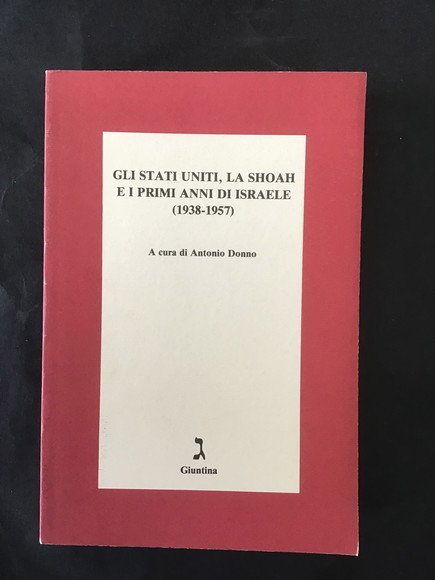 GLI STATI UNITI, LA SHOAH
E I PRIMI ANNI DI ISRAELE
(1938-1957)
A cura di Antonio Donno
ג
Giuntina